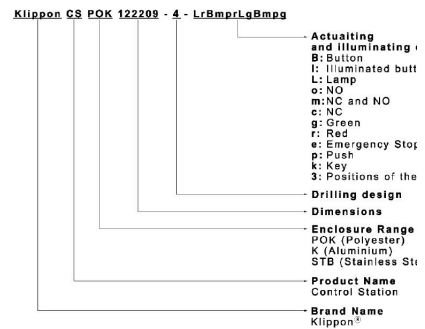 Klippon CS POK 122209 - 4 - LrBmprLgBmpg
Actuaiting
and illuminating
B: Button
I: Illuminated
L: Lamp
o: NO
m: NC and NO
c: NC
g: Green
r: Red
e: Emergency Stop
p: Push
k: Key
3: Positions of the
Drilling design
Dimensions
Enclosure Range
POK (Polyester)
K (Aluminium)
STB (Stainless
Product Name
Control Station
Brand Name
Klippon®